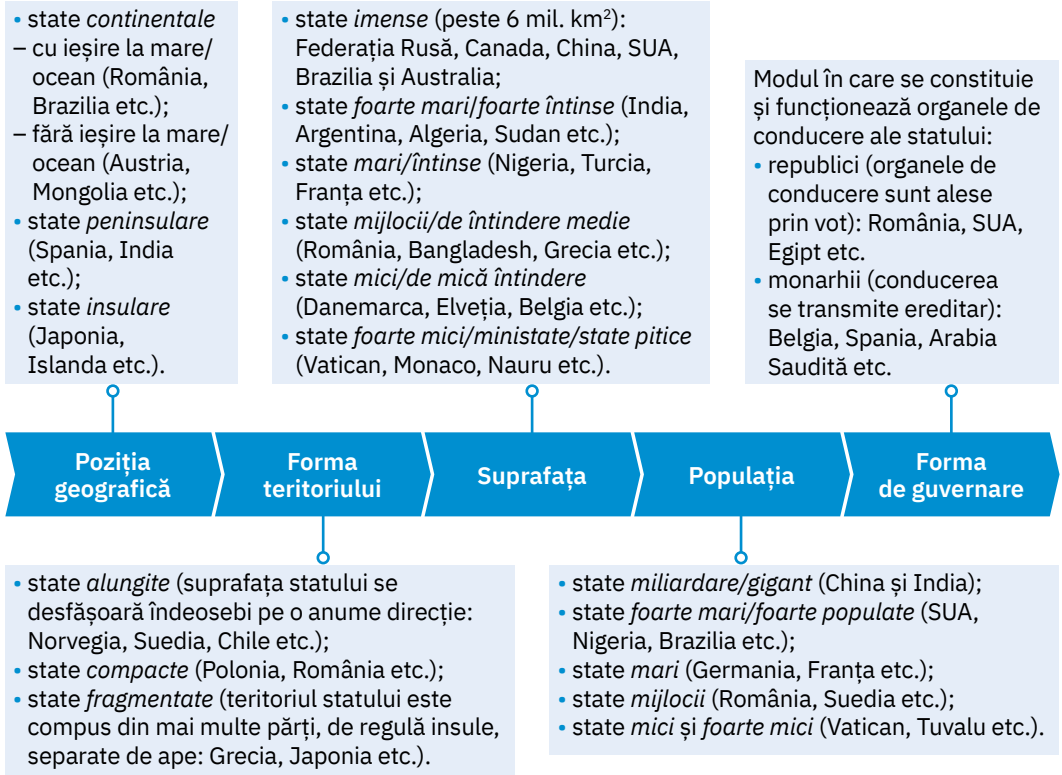 • state continentale
– cu ieșire la mare/
ocean (România,
Brazilia etc.);
– fără ieșire la mare/
ocean (Austria,
Mongolia etc.);
• state peninsulare
(Spania, India
etc.);
• state insulare
(Japonia,
Islanda etc.).
• state imense (peste 6 mil. km²):
Federația Rusă, Canada, China, SUA,
Brazilia și Australia;
• state foarte mari/foarte întinse (India,
Argentina, Algeria, Sudan etc.);
• state mari/întinse (Nigeria, Turcia,
Franța etc.);
• state mijlocii/de întindere medie
(România, Bangladesh, Grecia etc.);
• state mici/de mică întindere
(Danemarca, Elveția, Belgia etc.);
• state foarte mici/ministate/state pitice
(Vatican, Monaco, Nauru etc.).
Modul în care se constituie
și funcționează organele de
conducere ale statului:
• republici (organele de
conducere sunt alese
prin vot): România, SUA,
Egipt etc.
• monarhii (conducerea
se transmite ereditar):
Belgia, Spania, Arabia
Saudită etc.
Poziția
geografică
Forma
teritoriului
Suprafața
Populația
Forma
de guvernare
• state alungite (suprafața statului se
desfășoară îndeosebi pe o anume direcție:
Norvegia, Suedia, Chile etc.);
• state compacte (Polonia, România etc.);
• state fragmentate (teritoriul statului este
compus din mai multe părți, de regulă insule,
separate de ape: Grecia, Japonia etc.).
• state miliardare/gigant (China și India);
• state foarte mari/foarte populate (SUA,
Nigeria, Brazilia etc.);
• state mari (Germania, Franța etc.);
• state mijlocii (România, Suedia etc.);
• state mici și foarte mici (Vatican, Tuvalu etc.).